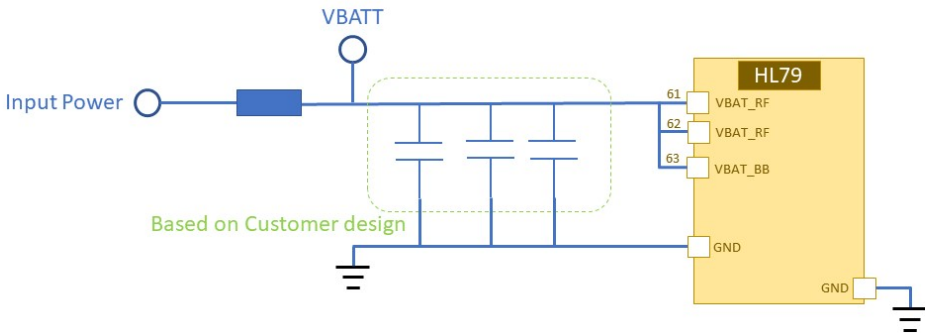 VBATT
HL79
Input Power
61
VBAT_RF
62
VBAT_RF
63
VBAT_BB
Based on Customer design
GND
GND